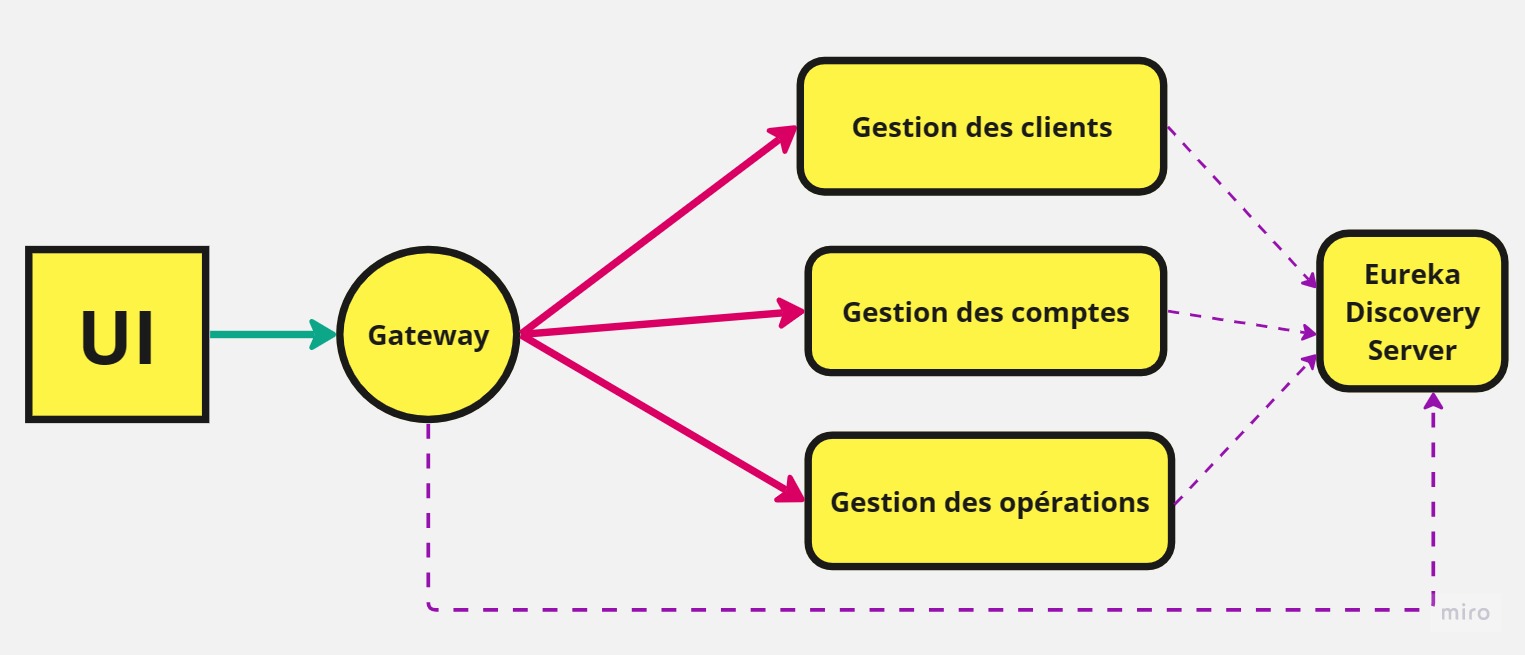 UI
Gateway
Gestion des clients
Gestion des comptes
Gestion des opérations
Eureka
Discovery
Server
miro